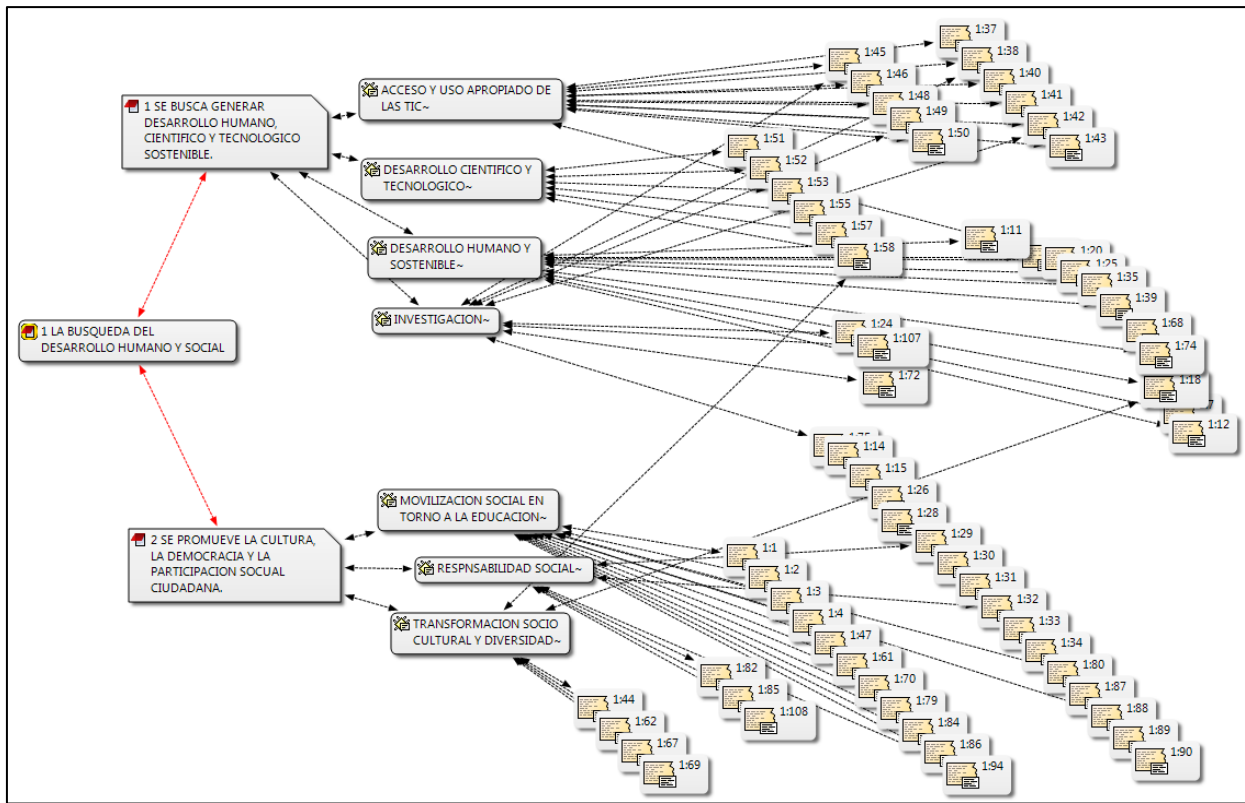 1 SE BUSCA GENERAR
DESARROLLO HUMANO,
CIENTIFICO Y TECNOLOGICO
SOSTENIBLE.
ACCESO Y USO APROPIADO DE
LAS TIC~
DESARROLLO CIENTIFICO Y
TECNOLOGICO~
DESARROLLO HUMANO Y
SOSTENIBLE~
INVESTIGACION~
1 LA BUSQUEDA DEL
DESARROLLO HUMANO Y SOCIAL
2 SE PROMUEVE LA CULTURA,
LA DEMOCRACIA Y LA
PARTICIPACION SOCUAL
CIUDADANA.
MOVILIZACION SOCIAL EN
TORNO A LA EDUCACION~
RESPNSABILIDAD SOCIAL~
TRANSFORMACION SOCIO
CULTURAL Y DIVERSIDAD~
1:37
1:38
1:40
1:41
1:42
1:43
1:45
1:46
1:48
1:49
1:50
1:51
1:52
1:53
1:55
1:57
1:58
1:11
1:20
1:25
1:35
1:39
1:68
1:74
1:18
1:12
1:24
1:107
1:72
1:14
1:15
1:26
1:28
1:29
1:30
1:31
1:32
1:33
1:34
1:80
1:87
1:88
1:89
1:90
1:1
1:2
1:3
1:4
1:47
1:61
1:70
1:79
1:84
1:86
1:94
1:82
1:85
1:108
1:44
1:62
1:67
1:69